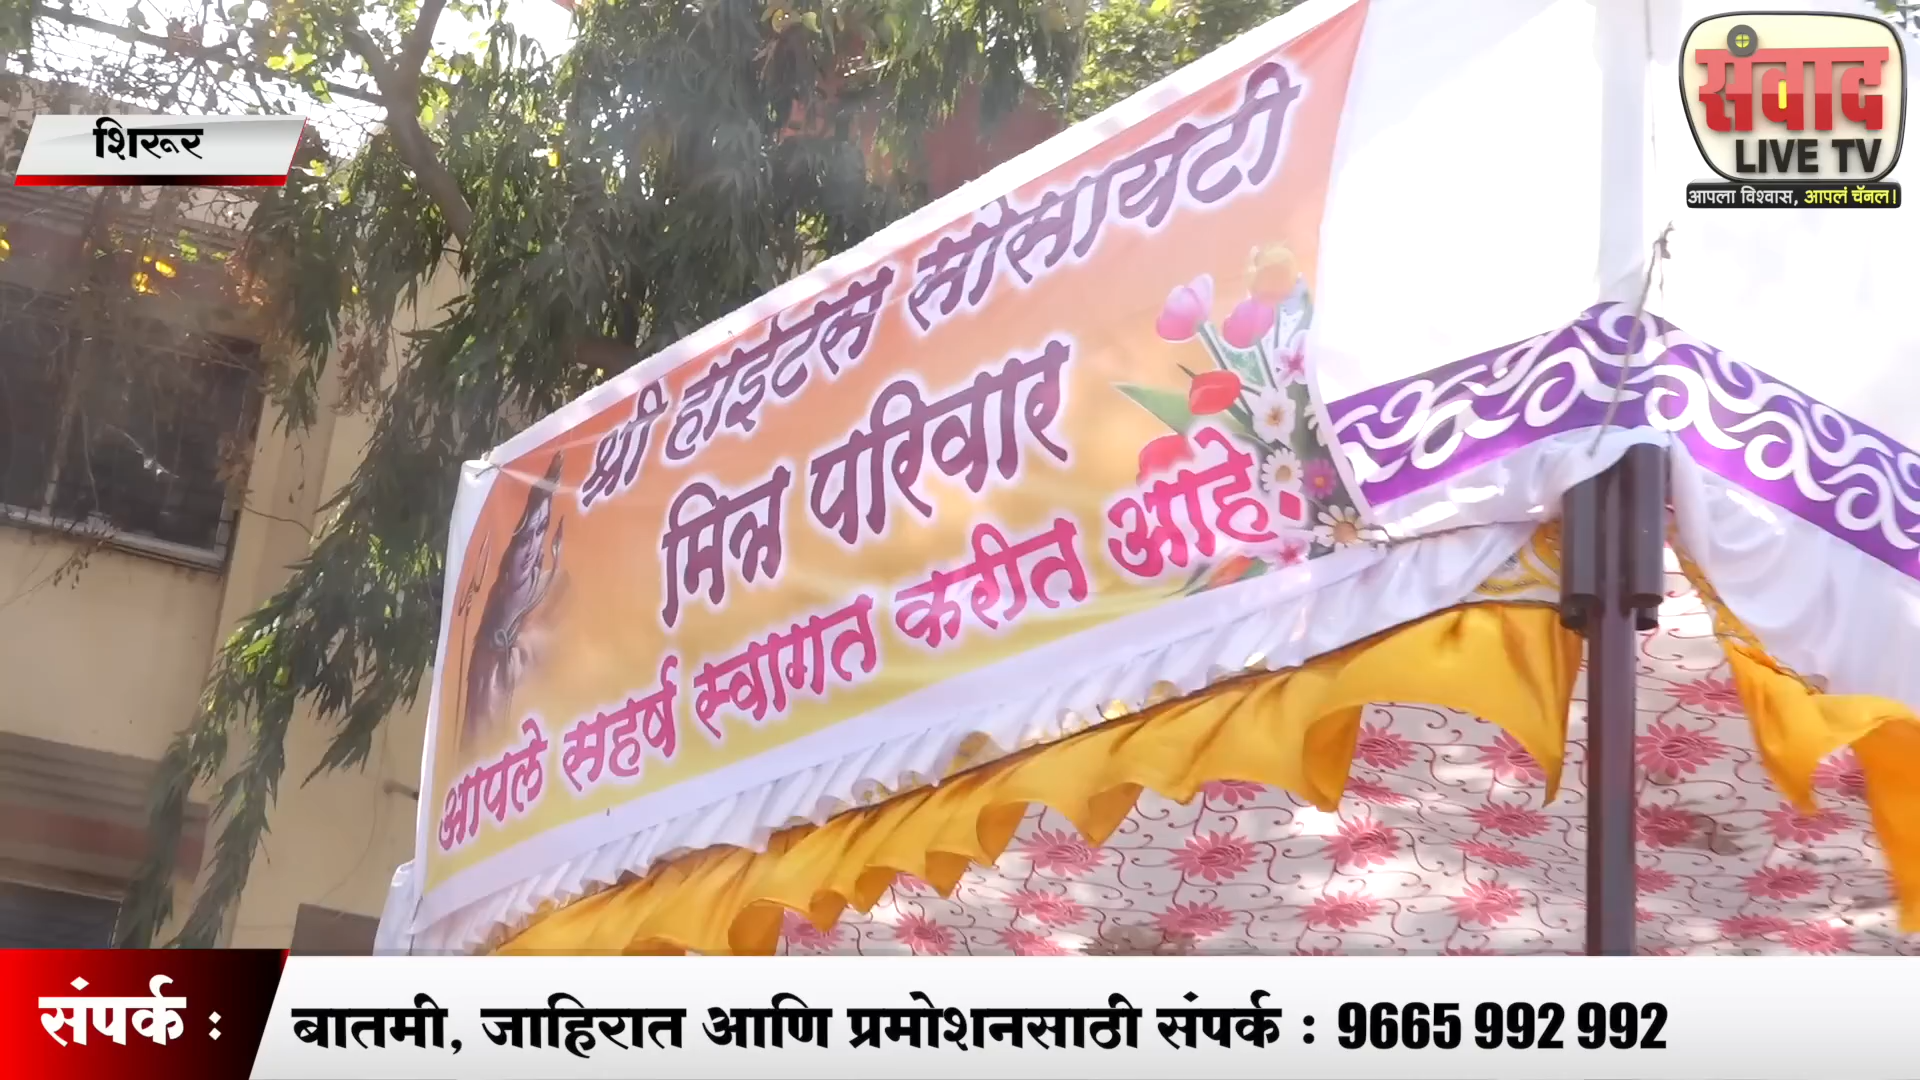 शिरूर
संवाद
LIVE TV
आपला विश्वास, आपलं चॅनल!
श्री हाईटस सोसायटी
मित्र परिवार
आपले सहर्ष स्वागत करीत आहे.
संपर्क :
बातमी, जाहिरात आणि प्रमोशनसाठी संपर्क : 9665 992 992